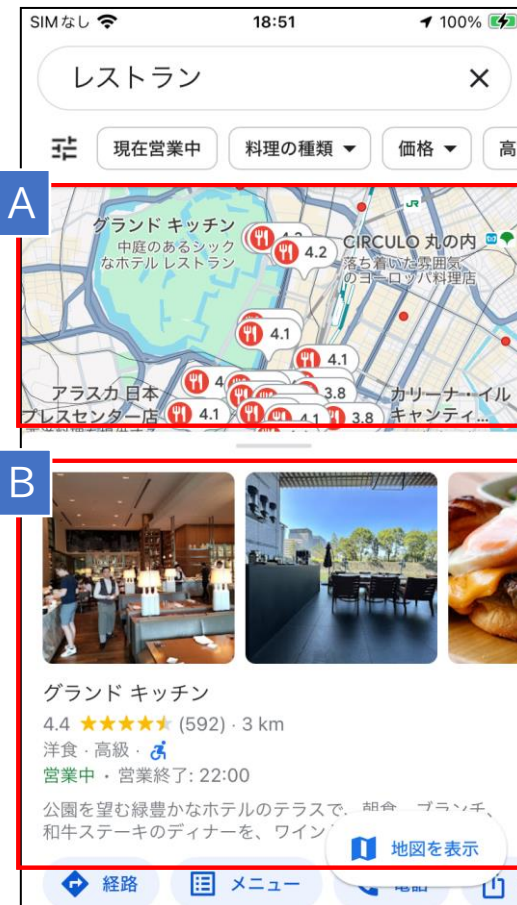 SIMなし 18:51 100%
レストラン
現在営業中 料理の種類 価格 高
A
JR
グランド キッチン
中庭のあるシック
なホテルレストラン
4.2
CIRCULO 丸の内
落ち着いた雰囲気
のヨーロッパ料理店
4.1
4.1
アラスカ 日本
プレスセンター店
4.1
3.8
4.1
3.8
カリーナ・イル
キャンティ...
B
グランド キッチン
4.4 ★★★★★ (592) · 3 km
洋食 · 高級 ·
営業中 · 営業終了: 22:00
公園を望む緑豊かなホテルのテラスで、朝食、ブランチ、
和牛ステーキのディナーを、ワイン
地図を表示
経路 メニュー 電話